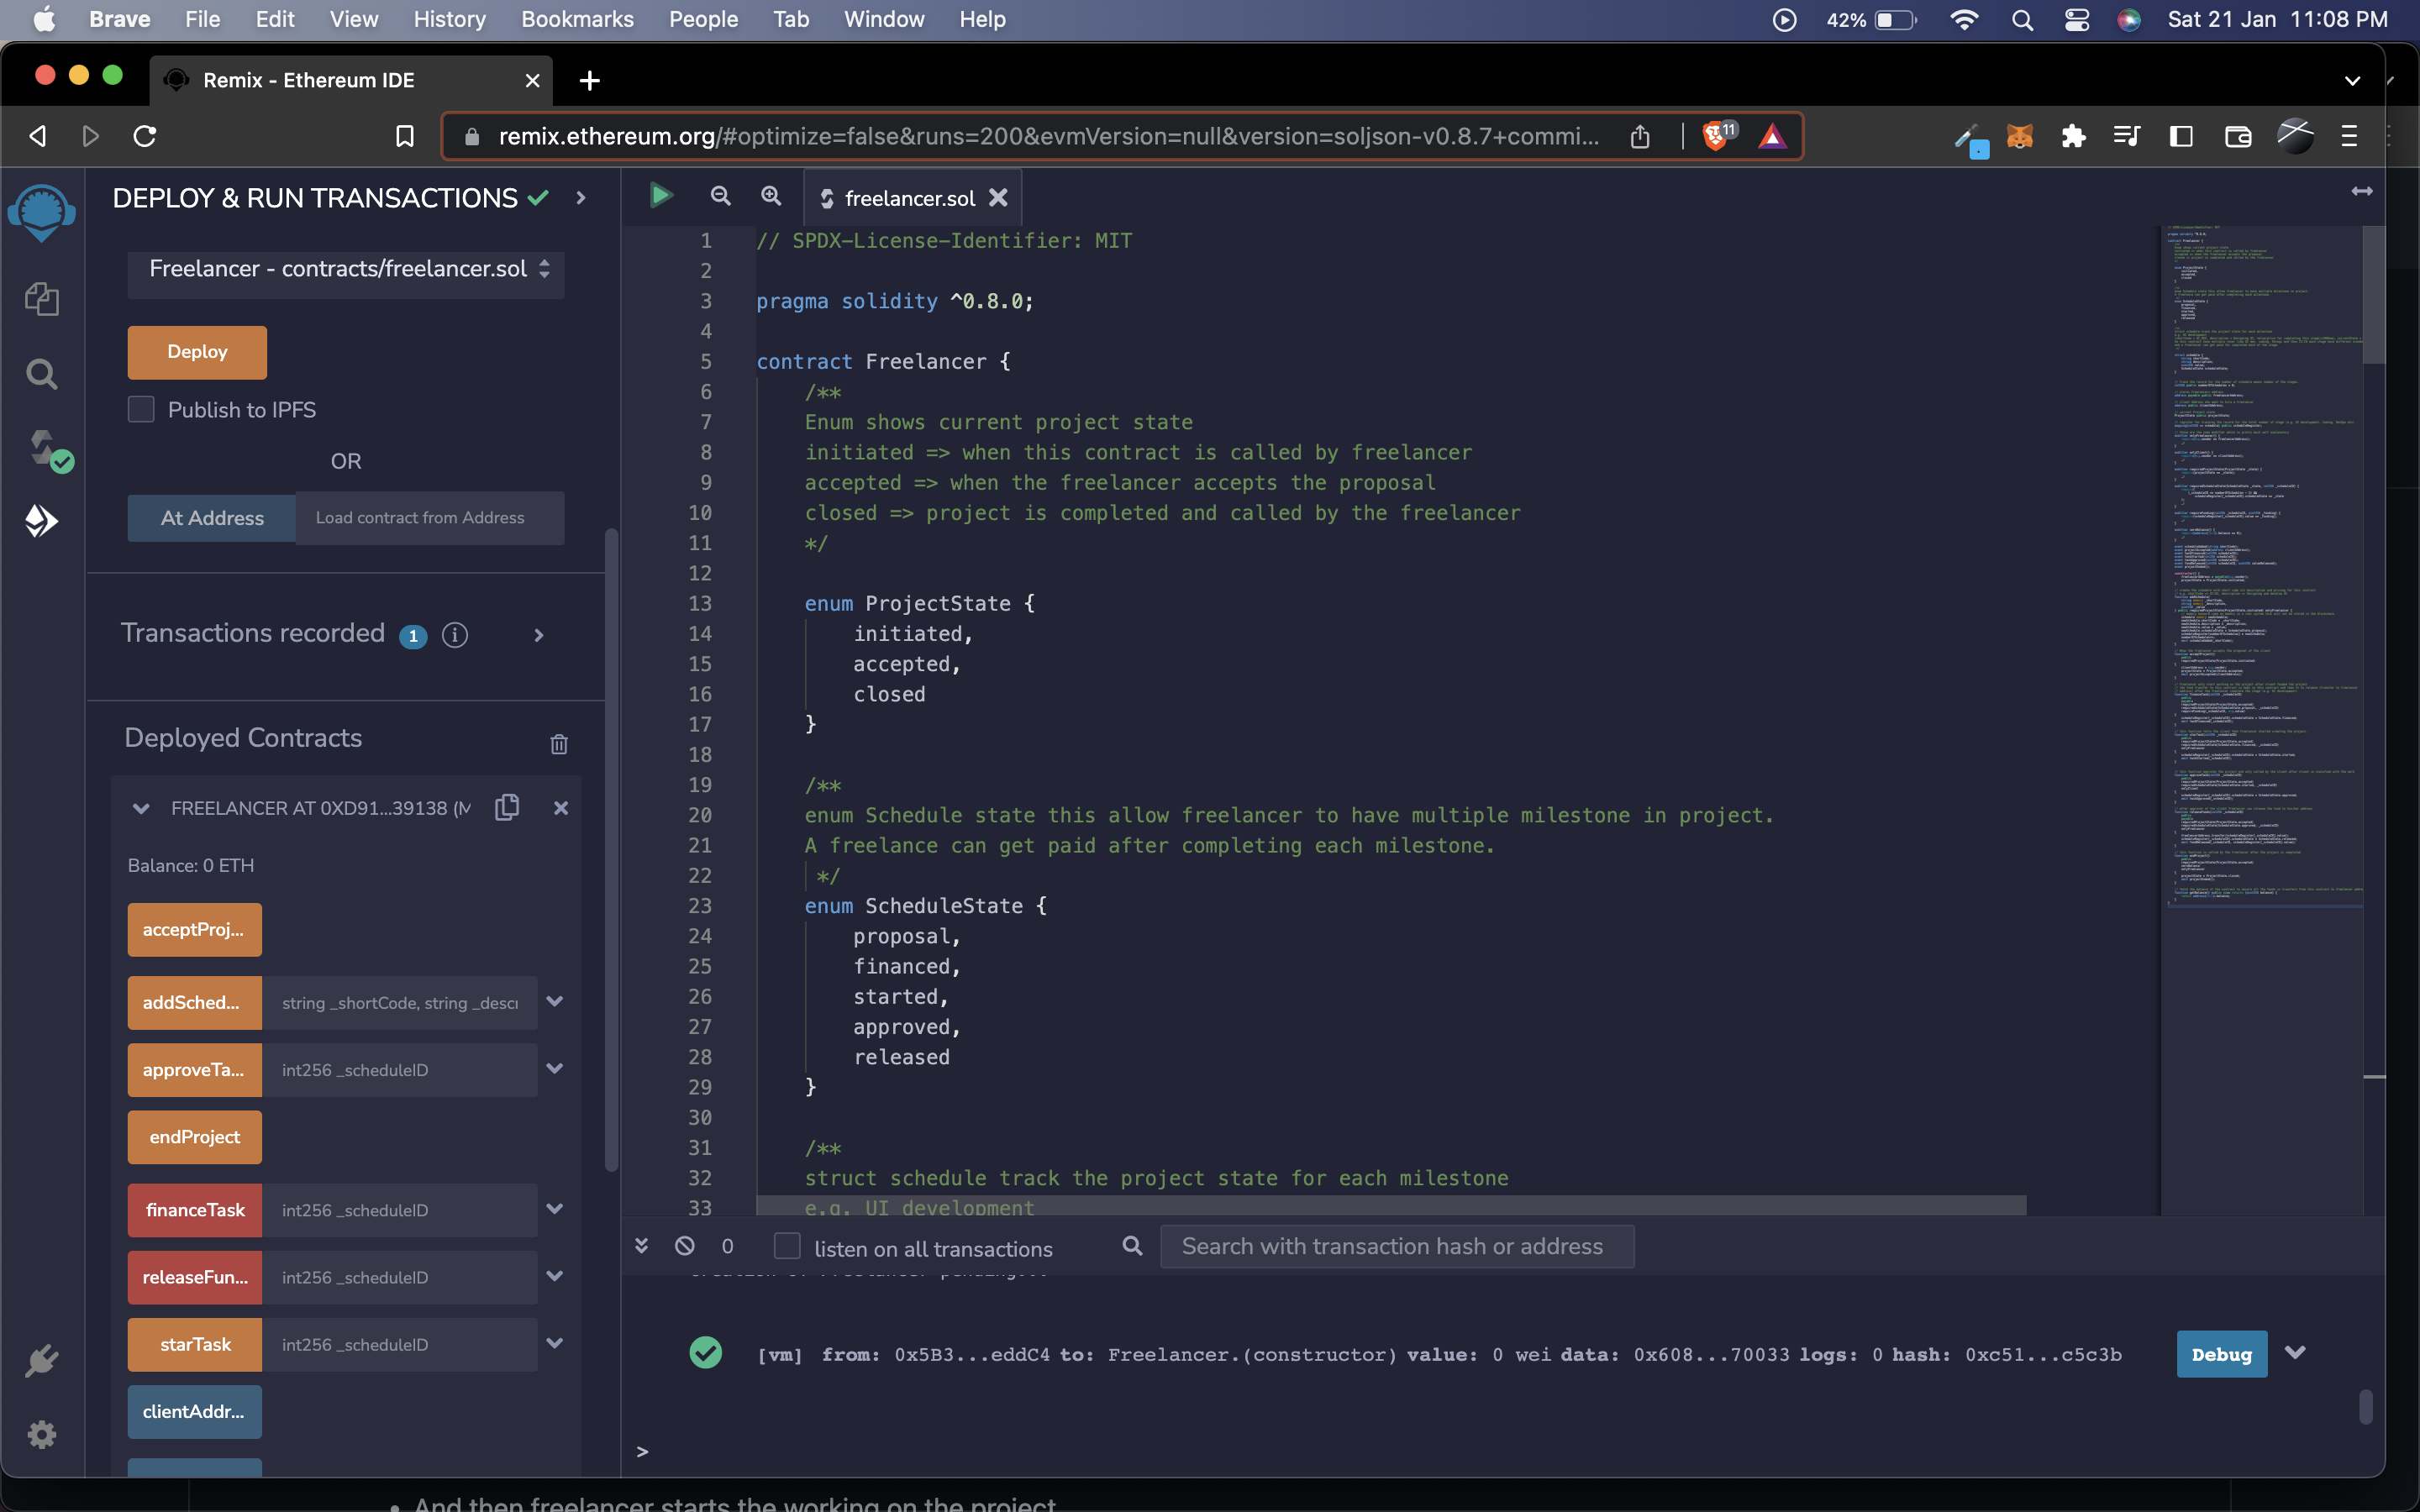 Brave File Edit View History Bookmarks People Tab Window Help 42% Sat 21 Jan 11:08 PM
Remix - Ethereum IDE
remix.ethereum.org/#optimize=false&runs=200&evmVersion=null&version=soljson-v0.8.7+commi... 11
DEPLOY & RUN TRANSACTIONS
Freelancer - contracts/freelancer.sol
Deploy
Publish to IPFS
OR
At Address Load contract from Address
Transactions recorded 1
Deployed Contracts
FREELANCER AT 0XD91...39138 (M
Balance: 0 ETH
acceptProj...
addSched... string _shortCode, string _descr
approveTa... int256 _scheduleID
endProject
financeTask int256 _scheduleID
releaseFun... int256 _scheduleID
starTask int256 _scheduleID
clientAddr...
freelancer.sol
1 // SPDX-License-Identifier: MIT
2
3 pragma solidity ^0.8.0;
4
5 contract Freelancer {
6 /**
7 Enum shows current project state
8 initiated => when this contract is called by freelancer
9 accepted => when the freelancer accepts the proposal
10 closed => project is completed and called by the freelancer
11 */
12
13 enum ProjectState {
14 initiated,
15 accepted,
16 closed
17 }
18
19 /**
20 enum Schedule state this allow freelancer to have multiple milestone in project.
21 A freelance can get paid after completing each milestone.
22 */
23 enum ScheduleState {
24 proposal,
25 financed,
26 started,
27 approved,
28 released
29 }
30
31 /**
32 struct schedule track the project state for each milestone
33 e.g. UI development
0 listen on all transactions Search with transaction hash or address
creation of Freelancer pending...
[vm] from: 0x5B3...eddC4 to: Freelancer.(constructor) value: 0 wei data: 0x608...70033 logs: 0 hash: 0xc51...c5c3b Debug
>
• And then freelancer starts the working on the project